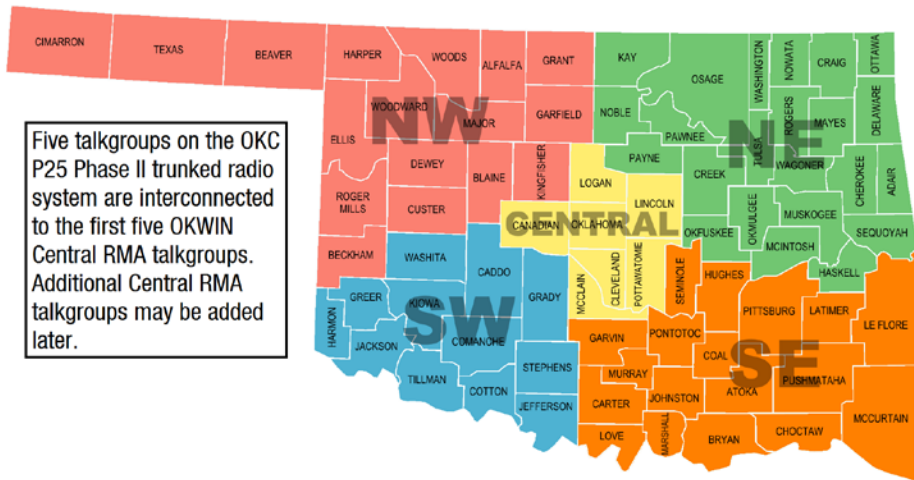 CIMARRON
TEXAS
BEAVER
HARPER
WOODS
ALFALFA
GRANT
KAY
OSAGE
WASHINGTON
NOWATA
CRAIG
OTTAWA
ELLIS
WOODWARD
MAJOR
GARFIELD
NOBLE
PAWNEE
TULSA
ROGERS
MAYES
DELAWARE
NW
NE
Five talkgroups on the OKC
P25 Phase II trunked radio
system are interconnected
to the first five OKWIN
Central RMA talkgroups.
Additional Central RMA
talkgroups may be added
later.
DEWEY
BLAINE
KINGFISHER
LOGAN
PAYNE
CREEK
WAGONER
CHEROKEE
ADAIR
ROGER
MILLS
CUSTER
CANADIAN
OKLAHOMA
LINCOLN
CENTRAL
OKFUSKEE
OKMULGEE
MUSKOGEE
MCINTOSH
SEQUOYAH
HASKELL
BECKHAM
WASHITA
CADDO
GRADY
MCCLAIN
CLEVELAND
POTTAWATOME
SEMINOLE
HUGHES
PITTSBURG
LATIMER
LE FLORE
HARMON
GREER
KIOWA
SW
JACKSON
COMANCHE
STEPHENS
GARVIN
PONTOTOC
COAL
SE
TILLMAN
COTTON
JEFFERSON
MURRAY
CARTER
JOHNSTON
ATOKA
PUSHMATAHA
MCCURTAIN
LOVE
MARSHALL
BRYAN
CHOCTAW